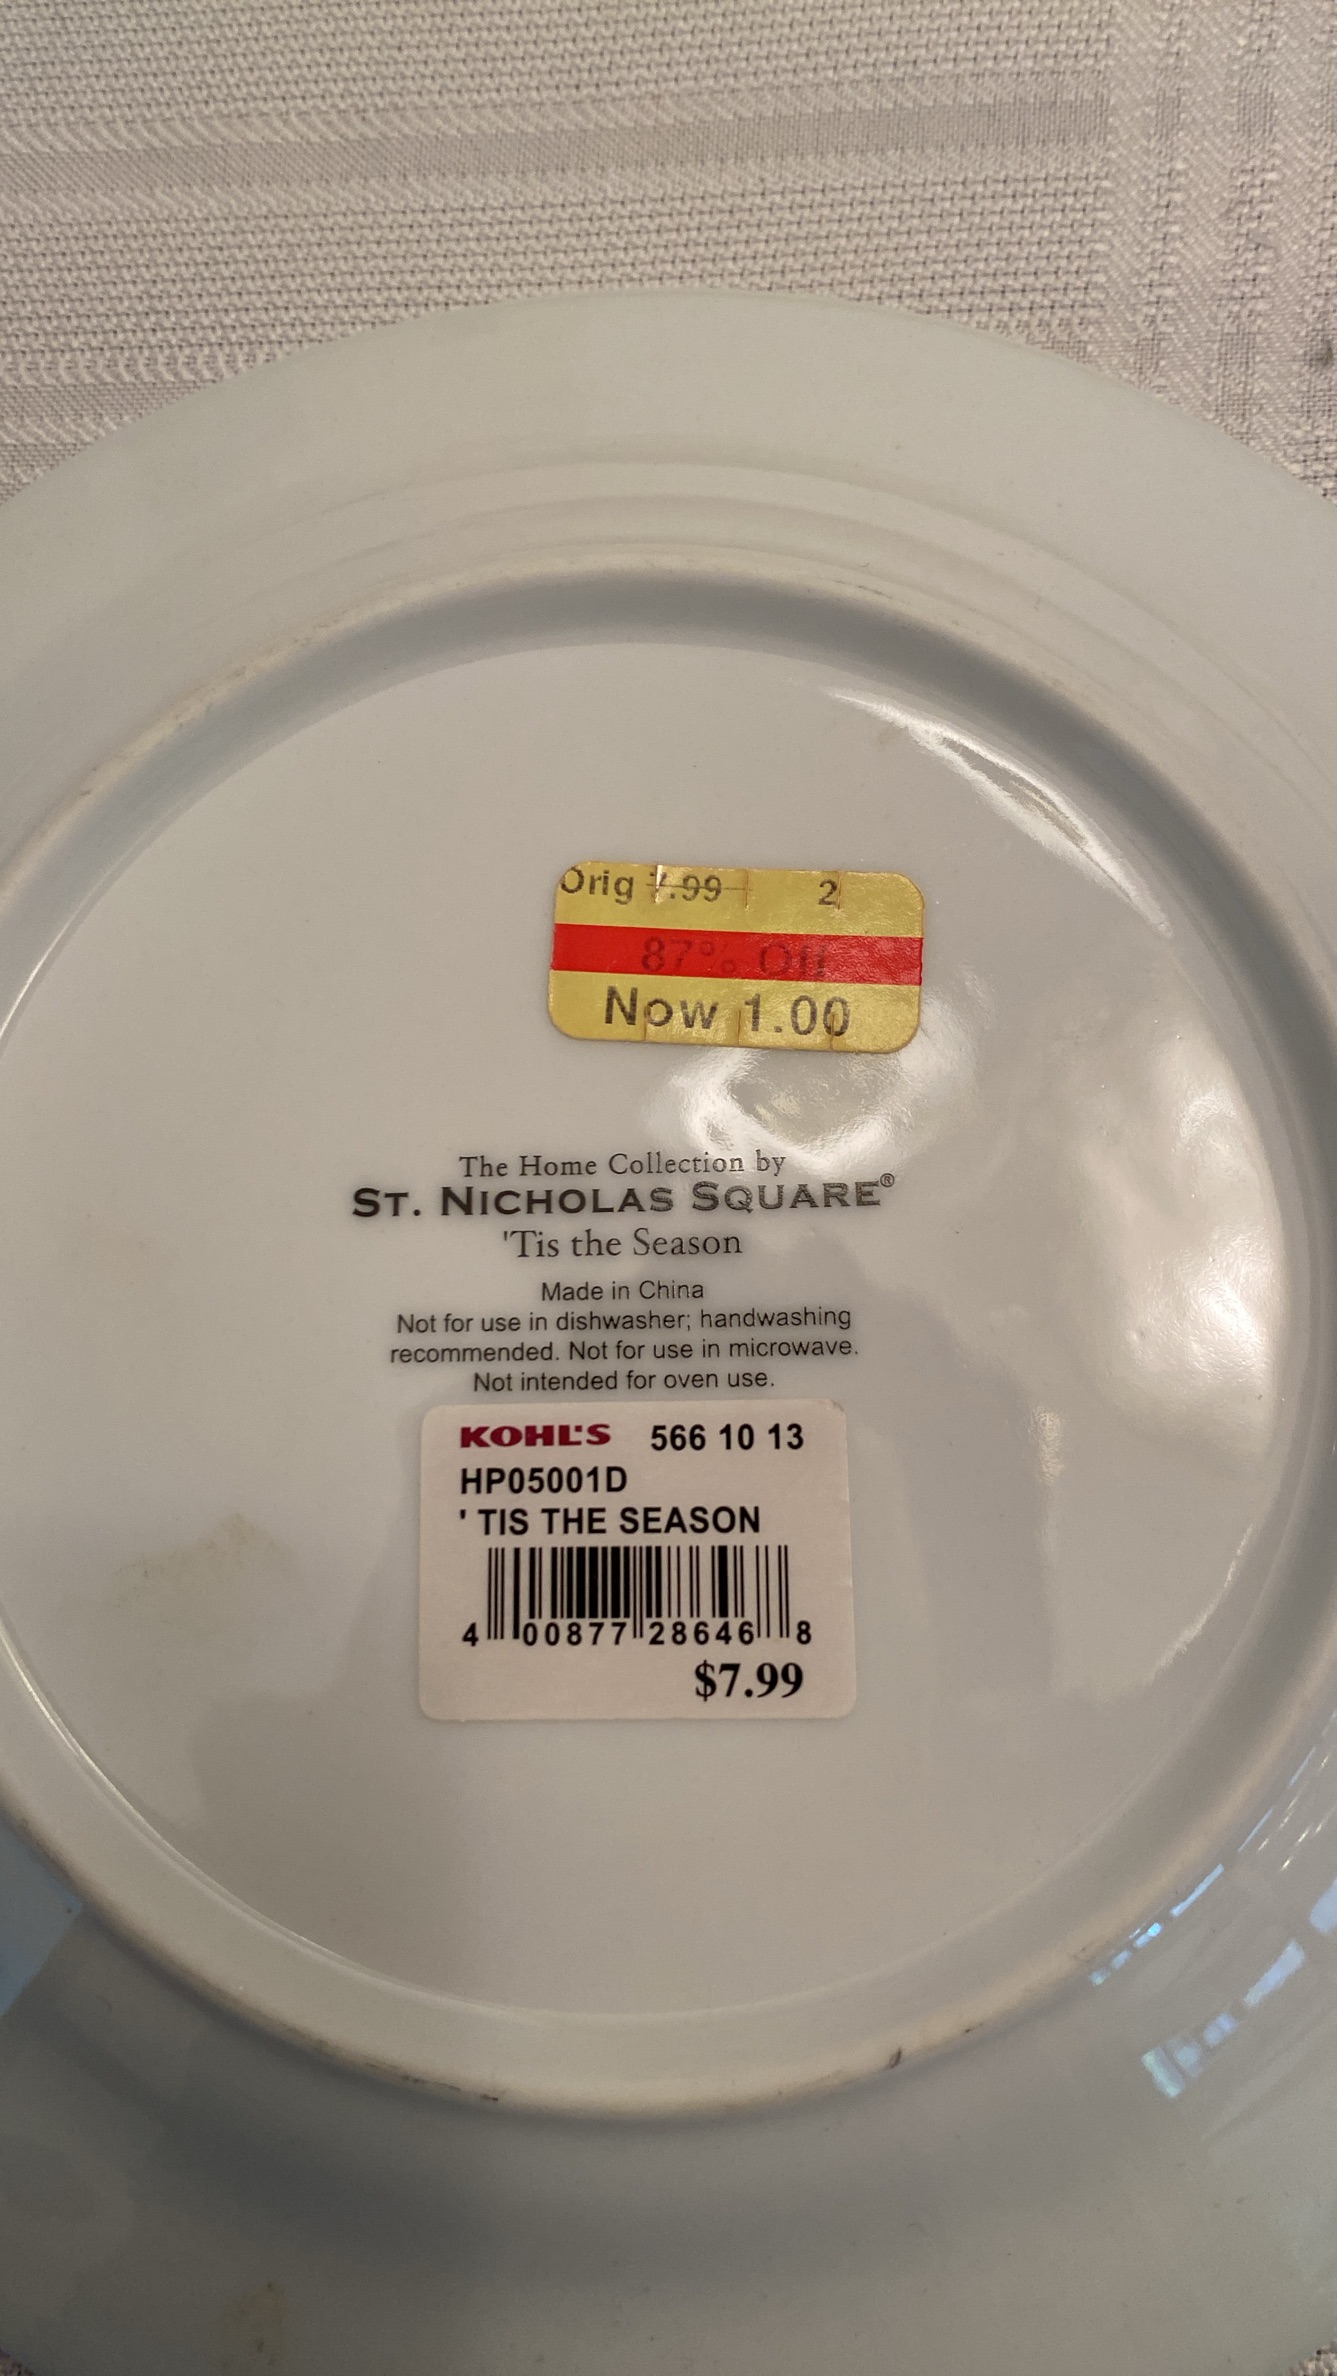 Orig 7.99 2
87% Off
Now 1.00
The Home Collection by
ST. NICHOLAS SQUARE®
'Tis the Season
Made in China
Not for use in dishwasher; handwashing
recommended. Not for use in microwave.
Not intended for oven use.
KOHL'S 566 10 13
HP05001D
' TIS THE SEASON
4 00877 28646 8
$7.99